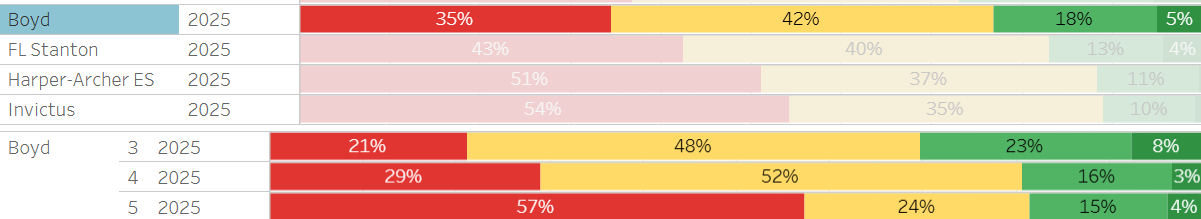 Boyd 2025 35% 42% 18% 5%
FL Stanton 2025 43% 40% 13% 4%
Harper-Archer ES 2025 51% 37% 11%
Invictus 2025 54% 35% 10%
Boyd 3 2025 21% 48% 23% 8%
4 2025 29% 52% 16% 3%
5 2025 57% 24% 15% 4%